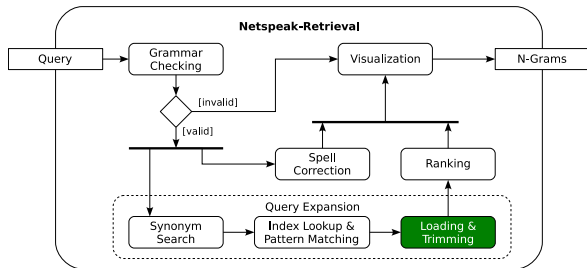 Netspeak-Retrieval
Query
Grammar
Checking
Visualization
N-Grams
[invalid]
[valid]
Spell
Correction
Ranking
Query Expansion
Synonym
Search
Index Lookup &
Pattern Matching
Loading &
Trimming